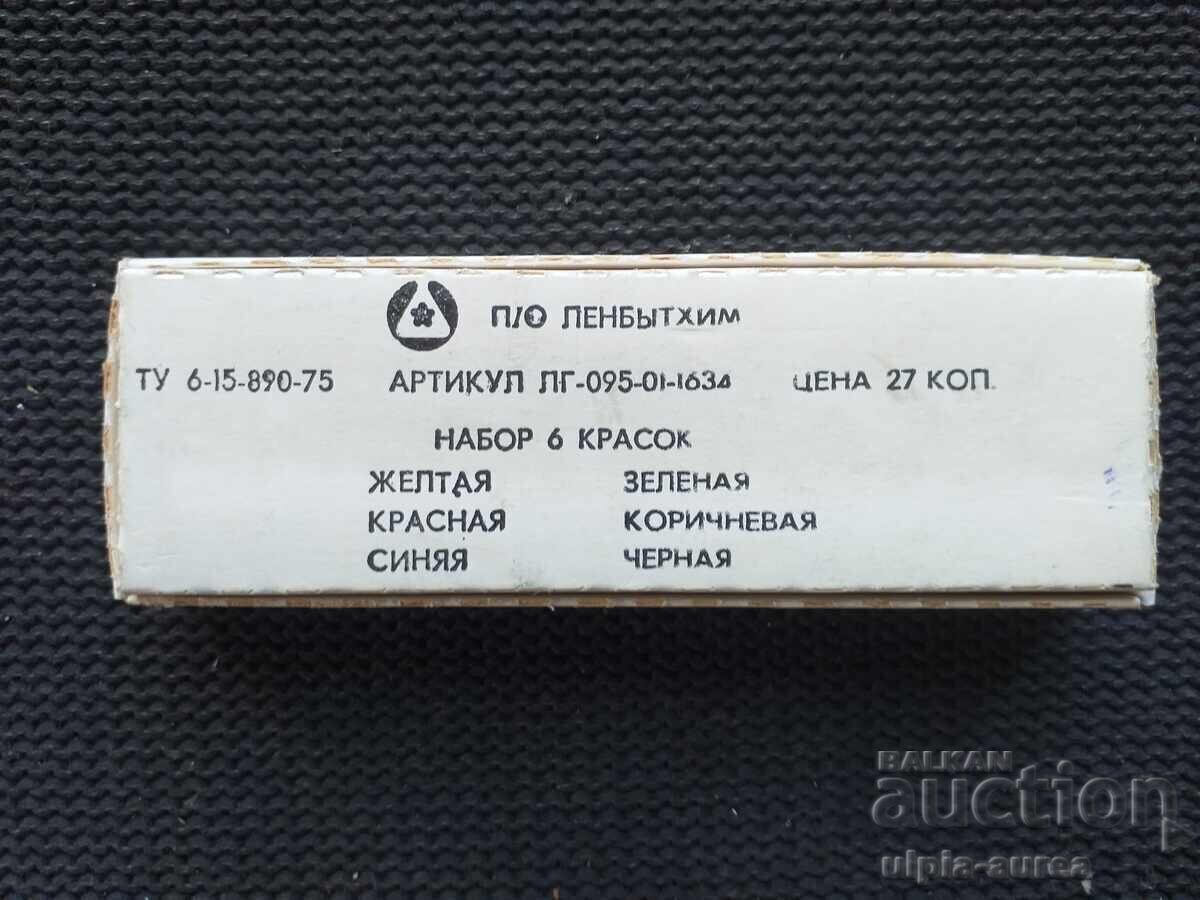 П/О ЛЕНБЫТХИМ
ТУ 6-15-890-75 АРТИКУЛ ЛГ-095-01-1634 ЦЕНА 27 КОП.
НАБОР 6 КРАСОК
ЖЕЛТАЯ ЗЕЛЕНАЯ
КРАСНАЯ КОРИЧНЕВАЯ
СИНЯЯ ЧЕРНАЯ
BALKAN
auction
ulpia-aurea